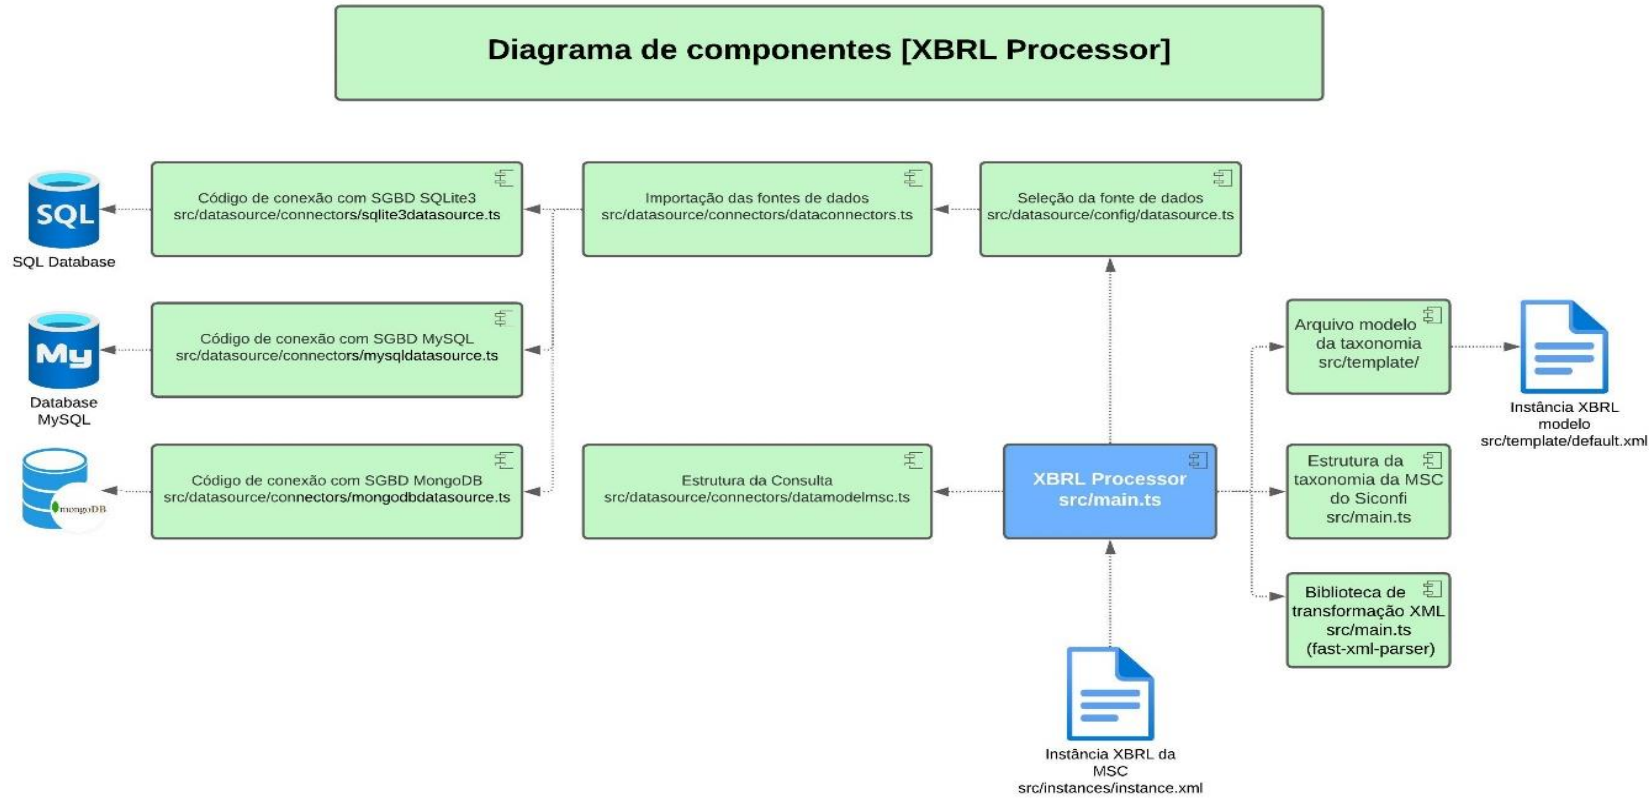 Diagrama de componentes [XBRL Processor]
SQL
SQL Database
Código de conexão com SGBD SQLite3
src/datasource/connectors/sqlite3datasource.ts
Importação das fontes de dados
src/datasource/connectors/dataconnectors.ts
Seleção da fonte de dados
src/datasource/config/datasource.ts
My
Database
MySQL
Código de conexão com SGBD MySQL
src/datasource/connectors/mysqldatasource.ts
Arquivo modelo
da taxonomia
src/template/
Instância XBRL
modelo
src/template/default.xml
mongoDB
Código de conexão com SGBD MongoDB
src/datasource/connectors/mongodbdatasource.ts
Estrutura da Consulta
src/datasource/connectors/datamodelmsc.ts
XBRL Processor
src/main.ts
Estrutura da
taxonomia da MSC
do Siconfi
src/main.ts
Biblioteca de
transformação XML
src/main.ts
(fast-xml-parser)
Instância XBRL da
MSC
src/instances/instance.xml